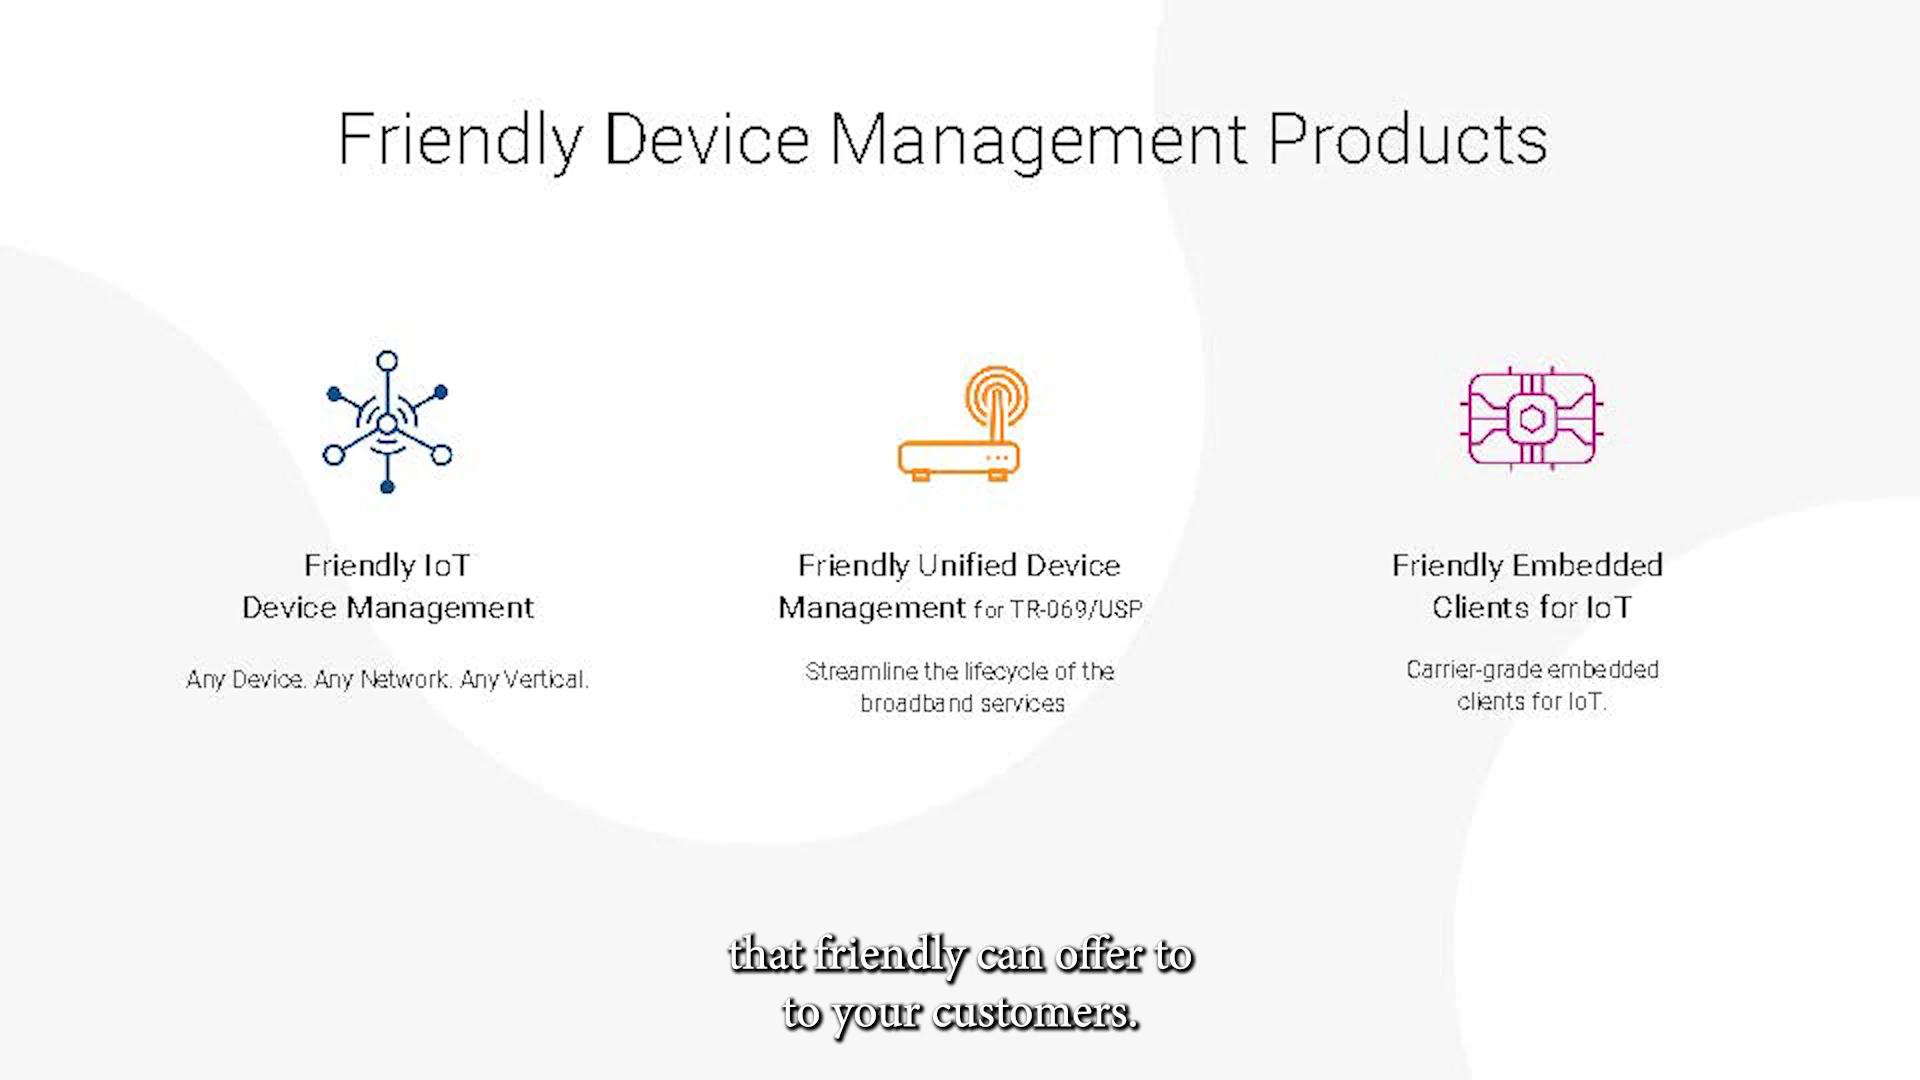 Friendly Device Management Products
Friendly IoT
Device Management
Any Device. Any Network. Any Vertical.
Friendly Unified Device
Management for TR-069/USP
Streamline the lifecycle of the
broadband services
Friendly Embedded
Clients for IoT
Carrier-grade embedded
clients for IoT.
that friendly can offer to
to your customers.